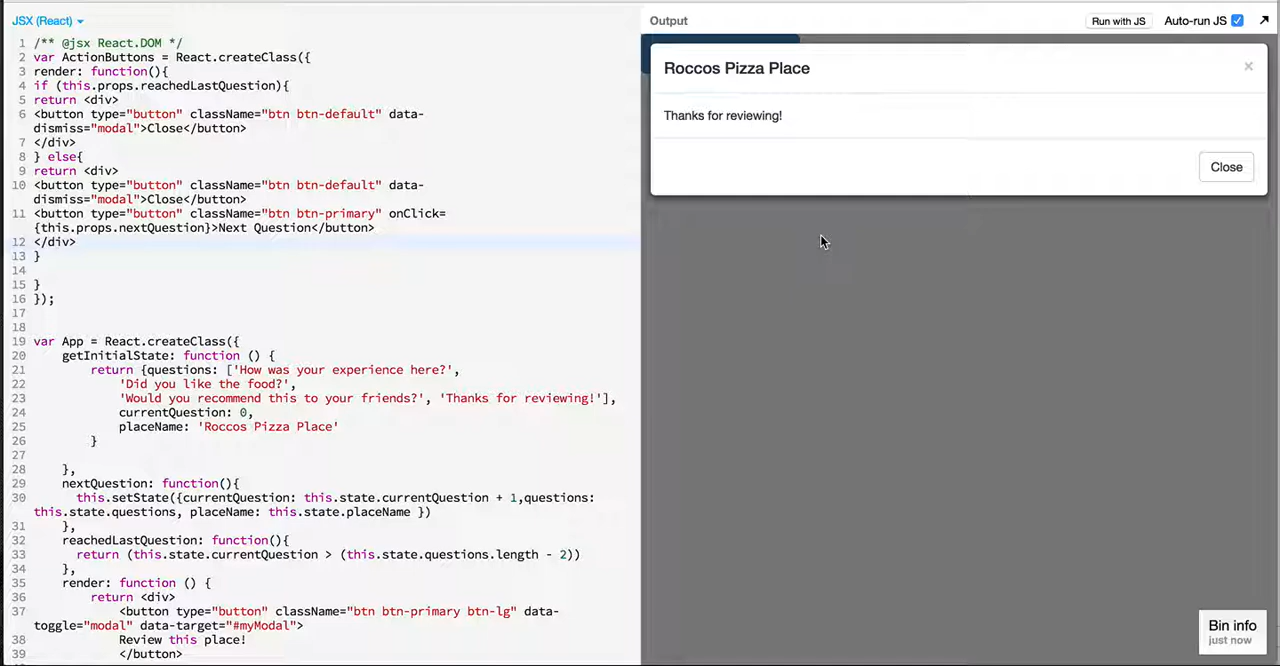 JSX (React)
1 /** @jsx React.DOM */
2 var ActionButtons = React.createClass({
3 render: function(){
4 if (this.props.reachedLastQuestion){
5 return <div>
6 <button type="button" className="btn btn-default" data-
dismiss="modal">Close</button>
7 </div>
8 } else{
9 return <div>
10 <button type="button" className="btn btn-default" data-
dismiss="modal">Close</button>
11 <button type="button" className="btn btn-primary" onClick=
{this.props.nextQuestion}>Next Question</button>
12 </div>
13 }
14
15 }
16 });
17
18
19 var App = React.createClass({
20 getInitialState: function () {
21 return {questions: ['How was your experience here?',
22 'Did you like the food?',
23 'Would you recommend this to your friends?', 'Thanks for reviewing!'],
24 currentQuestion: 0,
25 placeName: 'Roccos Pizza Place'
26 }
27
28 },
29 nextQuestion: function(){
30 this.setState({currentQuestion: this.state.currentQuestion + 1,questions:
this.state.questions, placeName: this.state.placeName })
31 },
32 reachedLastQuestion: function(){
33 return (this.state.currentQuestion > (this.state.questions.length - 2))
34 },
35 render: function () {
36 return <div>
37 <button type="button" className="btn btn-primary btn-lg" data-
toggle="modal" data-target="#myModal">
38 Review this place!
39 </button>
Output
Run with JS
Auto-run JS
Roccos Pizza Place
×
Thanks for reviewing!
Close
Bin info
just now